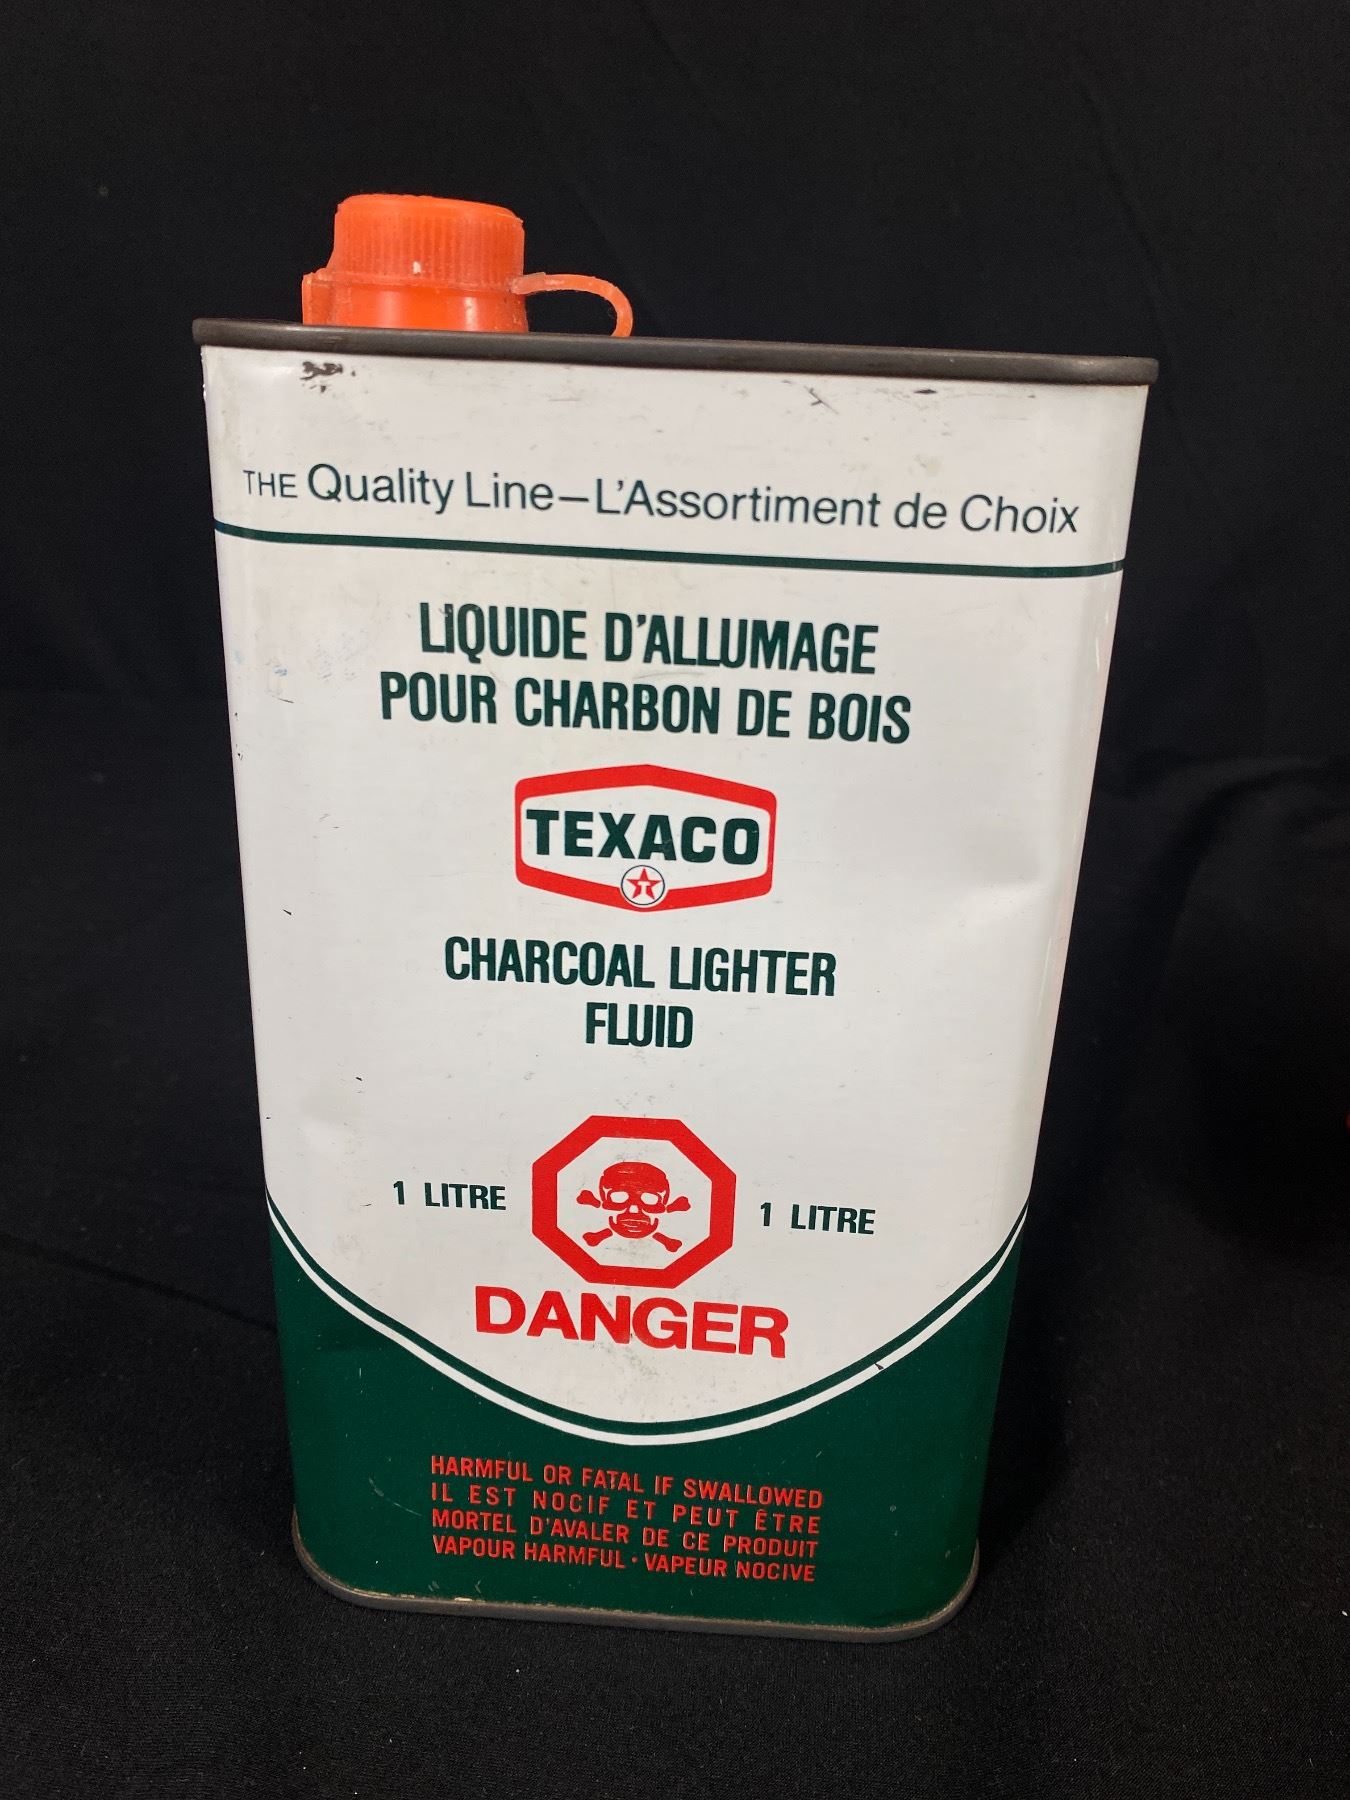 THE Quality Line—L'Assortiment de Choix
LIQUIDE D'ALLUMAGE
POUR CHARBON DE BOIS
TEXACO
T
CHARCOAL LIGHTER
FLUID
1 LITRE 1 LITRE
DANGER
HARMFUL OR FATAL IF SWALLOWED
IL EST NOCIF ET PEUT ÊTRE
MORTEL D'AVALER DE CE PRODUIT
VAPOUR HARMFUL · VAPEUR NOCIVE